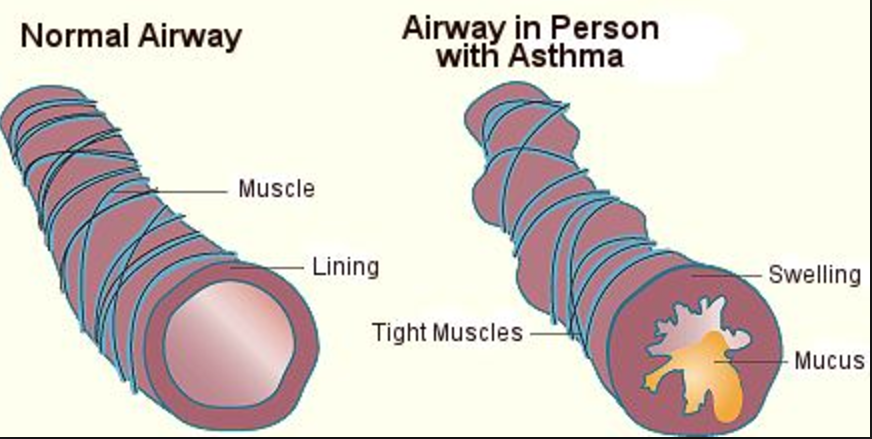 Normal Airway
Airway in Person
with Asthma
Muscle
Lining
Swelling
Tight Muscles
Mucus